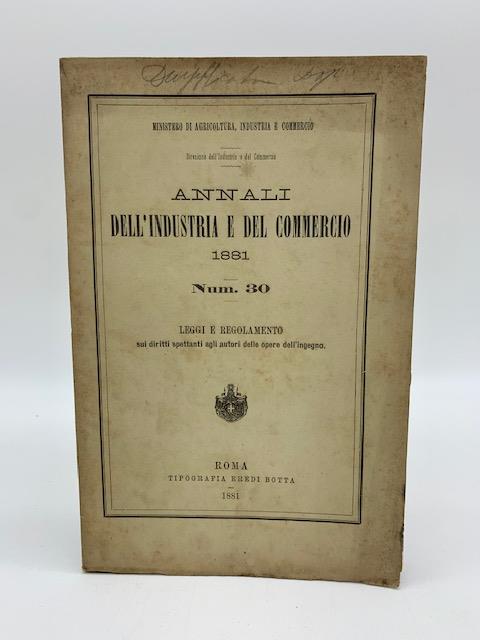 MINISTERO DI AGRICOLTURA, INDUSTRIA E COMMERCIO
Direzione dell'Industria e del Commercio
ANNALI
DELL'INDUSTRIA E DEL COMMERCIO
1881
Num. 30
LEGGI E REGOLAMENTO
sui diritti spettanti agli autori delle opere dell'ingegno.
ROMA
TIPOGRAFIA EREDI BOTTA
1881